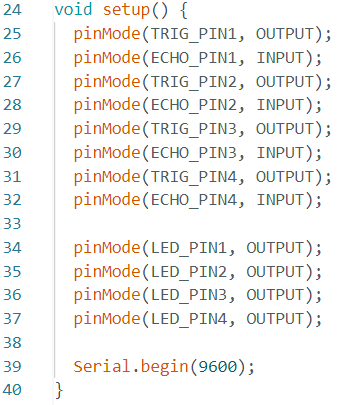 24 void setup() {
25   pinMode(TRIG_PIN1, OUTPUT);
26   pinMode(ECHO_PIN1, INPUT);
27   pinMode(TRIG_PIN2, OUTPUT);
28   pinMode(ECHO_PIN2, INPUT);
29   pinMode(TRIG_PIN3, OUTPUT);
30   pinMode(ECHO_PIN3, INPUT);
31   pinMode(TRIG_PIN4, OUTPUT);
32   pinMode(ECHO_PIN4, INPUT);
33
34   pinMode(LED_PIN1, OUTPUT);
35   pinMode(LED_PIN2, OUTPUT);
36   pinMode(LED_PIN3, OUTPUT);
37   pinMode(LED_PIN4, OUTPUT);
38
39   Serial.begin(9600);
40 }